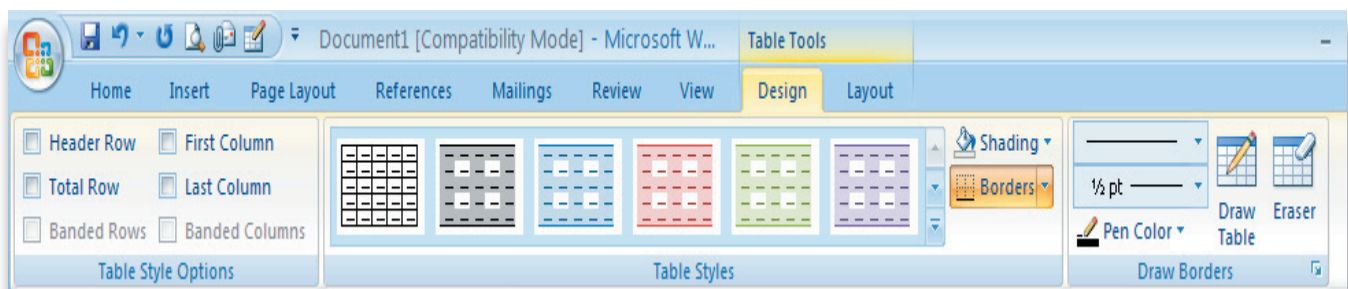 Document1 [Compatibility Mode] - Microsoft W... Table Tools
Home Insert Page Layout References Mailings Review View Design Layout
Header Row First Column Shading
Total Row Last Column Borders ½ pt
Banded Rows Banded Columns Pen Color Draw Table Eraser
Table Style Options Table Styles Draw Borders